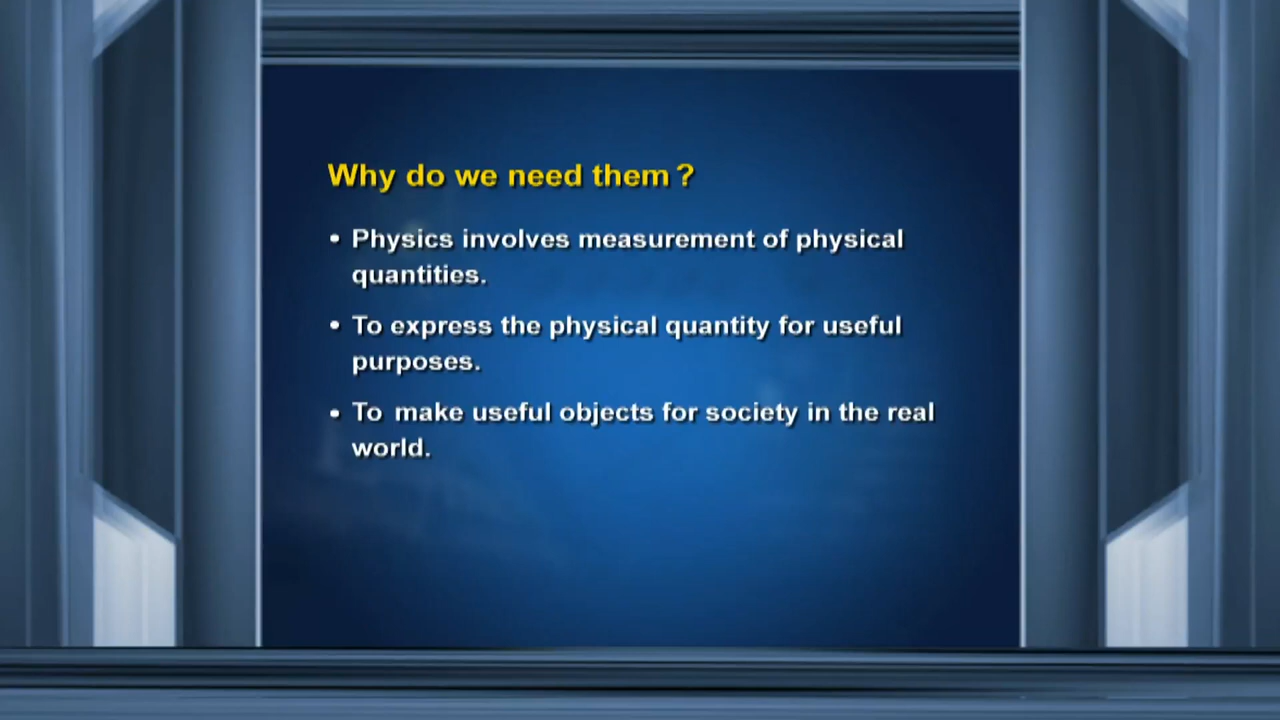 Why do we need them ?
• Physics involves measurement of physical
quantities.
• To express the physical quantity for useful
purposes.
• To make useful objects for society in the real
world.